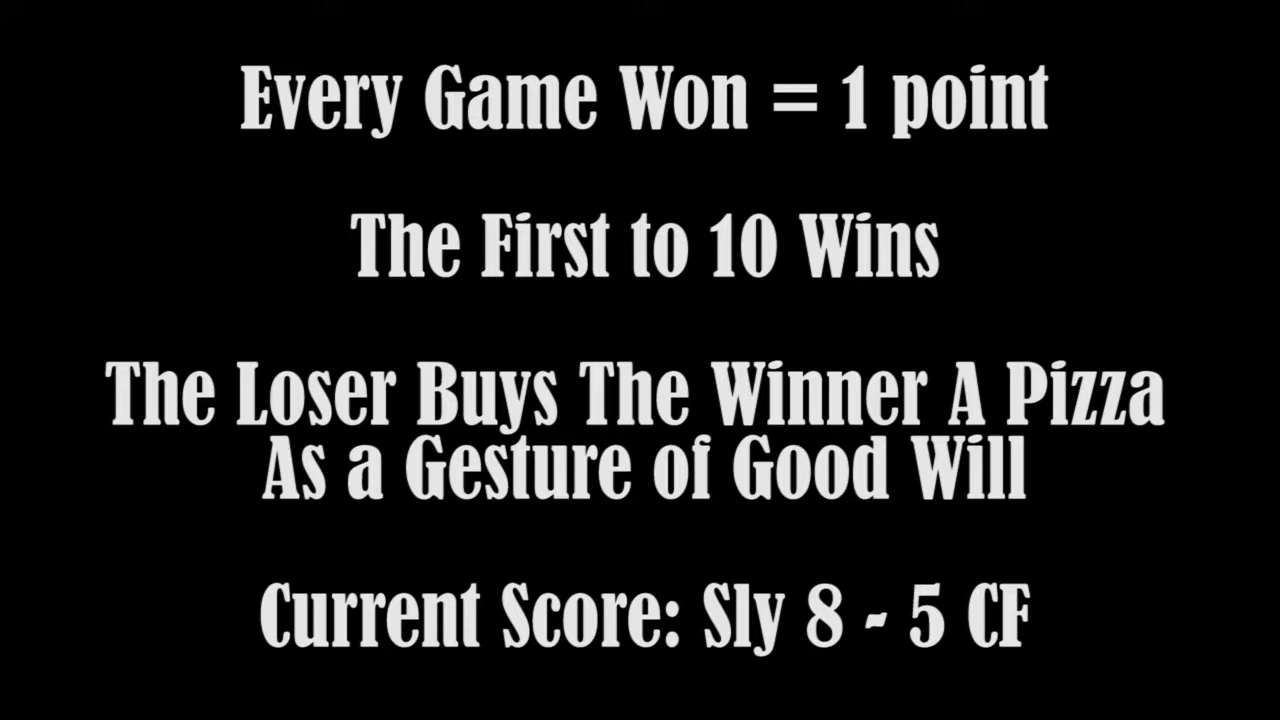 Every Game Won = 1 point
The First to 10 Wins
The Loser Buys The Winner A Pizza
As a Gesture of Good Will
Current Score: Sly 8 - 5 CF